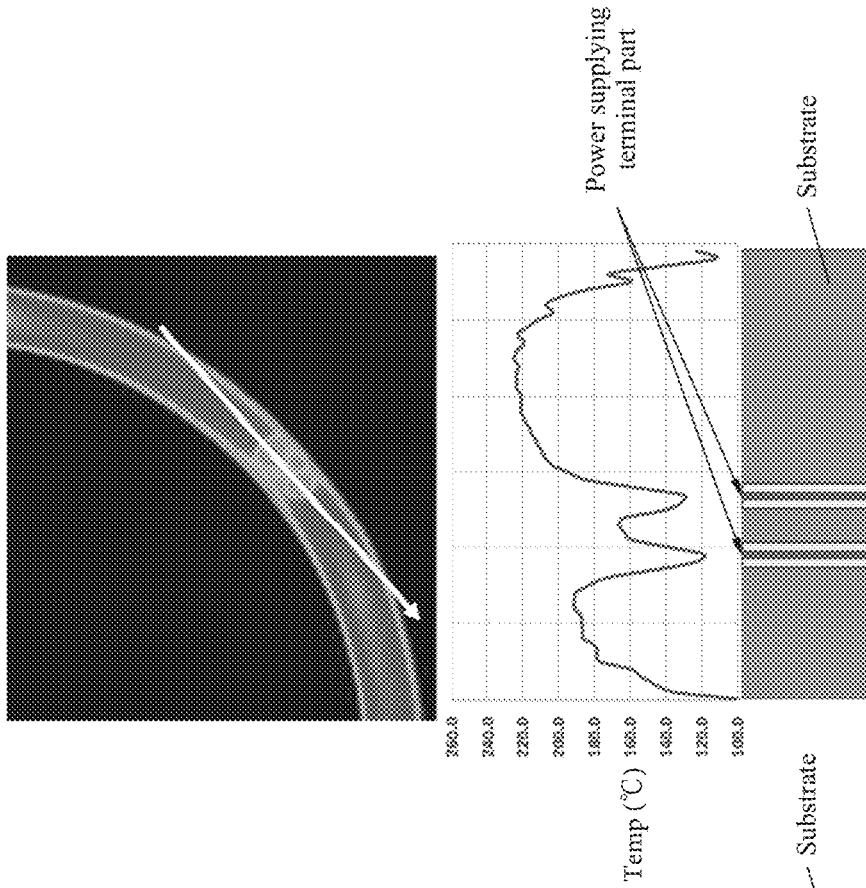 Power supplying
terminal part
Substrate
260.0
240.0
220.0
200.0
180.0
160.0
140.0
120.0
100.0
Temp (℃)
Substrate